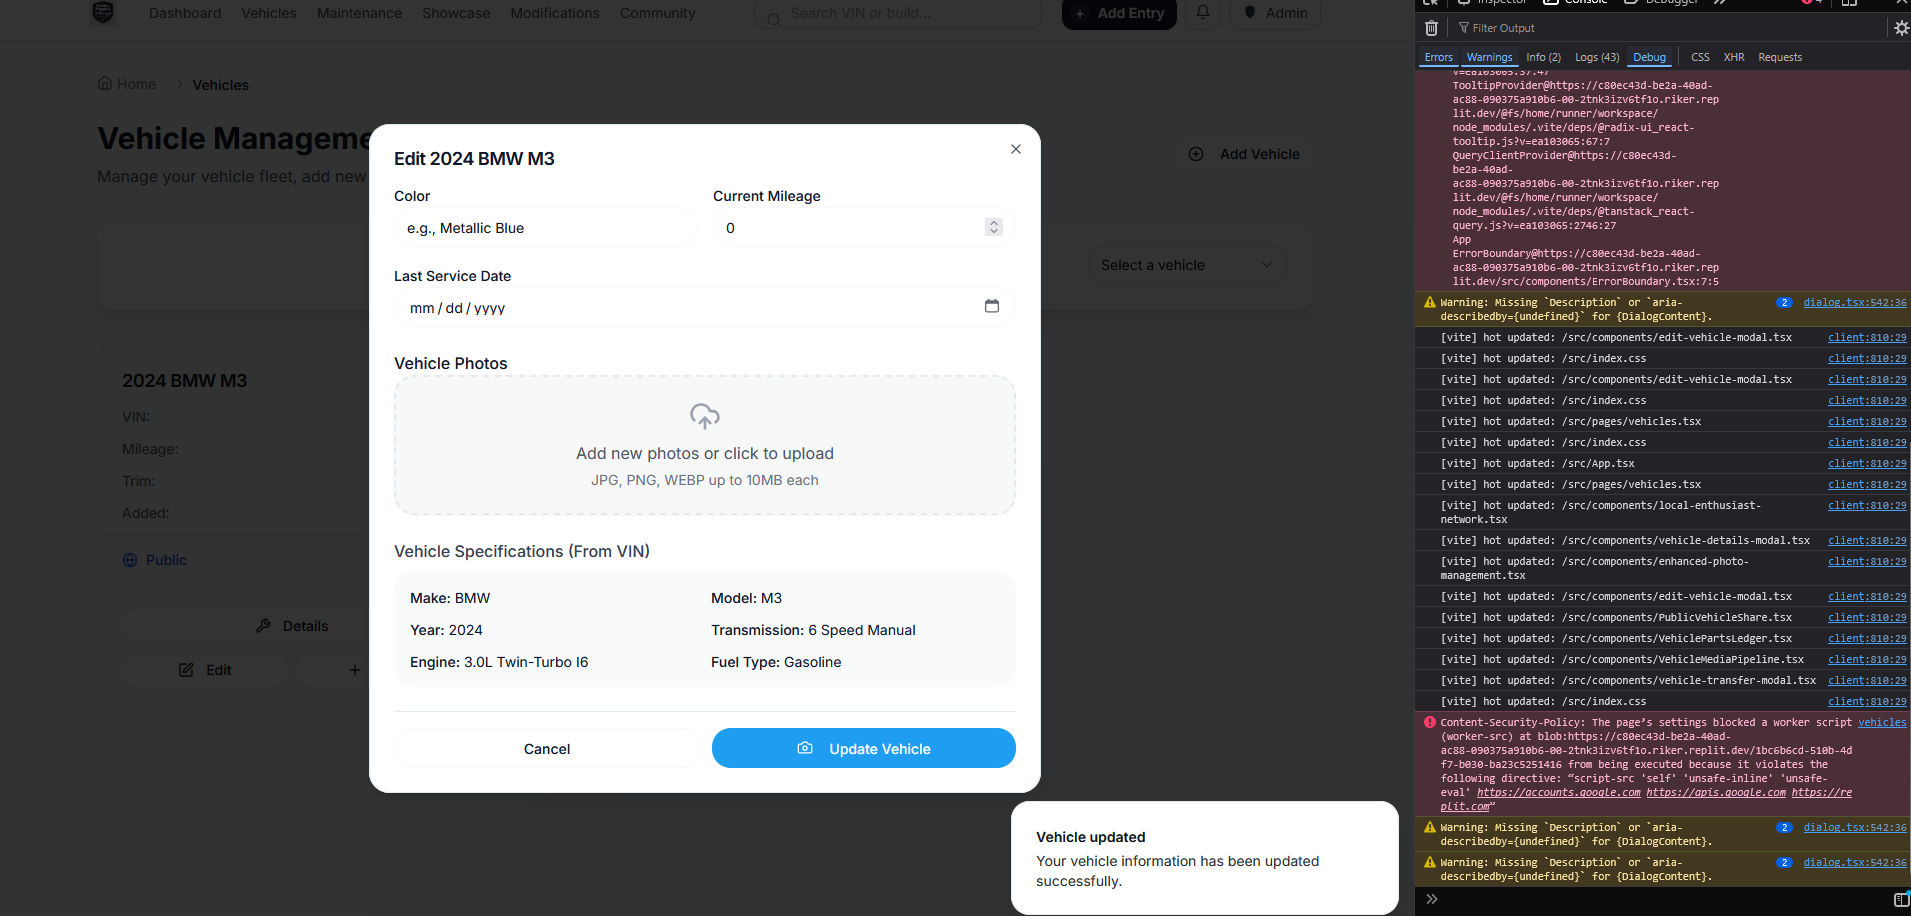 Dashboard Vehicles Maintenance Showcase Modifications Community Search VIN or build... + Add Entry Admin
Home > Vehicles
Vehicle Manageme
Manage your vehicle fleet, add new
Add Vehicle
Select a vehicle
2024 BMW M3
VIN:
Mileage:
Trim:
Added:
Public
Details
Edit
+
Edit 2024 BMW M3
Color Current Mileage
e.g., Metallic Blue 0
Last Service Date
mm / dd / yyyy
Vehicle Photos
Add new photos or click to upload
JPG, PNG, WEBP up to 10MB each
Vehicle Specifications (From VIN)
Make: BMW Model: M3
Year: 2024 Transmission: 6 Speed Manual
Engine: 3.0L Twin-Turbo I6 Fuel Type: Gasoline
Cancel Update Vehicle
Vehicle updated
Your vehicle information has been updated
successfully.
Inspector Console Debugger >> 4
Filter Output
Errors Warnings Info (2) Logs (43) Debug CSS XHR Requests
v=ea103065:37:47
TooltipProvider@https://c80ec43d-be2a-40ad-
ac88-090375a910b6-00-2tnk3izv6tf1o.riker.rep
lit.dev/@fs/home/runner/workspace/
node_modules/.vite/deps/@radix-ui_react-
tooltip.js?v=ea103065:67:7
QueryClientProvider@https://c80ec43d-
be2a-40ad-
ac88-090375a910b6-00-2tnk3izv6tf1o.riker.rep
lit.dev/@fs/home/runner/workspace/
node_modules/.vite/deps/@tanstack_react-
query.js?v=ea103065:2746:27
App
ErrorBoundary@https://c80ec43d-be2a-40ad-
ac88-090375a910b6-00-2tnk3izv6tf1o.riker.rep
lit.dev/src/components/ErrorBoundary.tsx:7:5
Warning: Missing `Description` or `aria- 2 dialog.tsx:542:36
describedby={undefined}` for {DialogContent}.
[vite] hot updated: /src/components/edit-vehicle-modal.tsx client:810:29
[vite] hot updated: /src/index.css client:810:29
[vite] hot updated: /src/components/edit-vehicle-modal.tsx client:810:29
[vite] hot updated: /src/index.css client:810:29
[vite] hot updated: /src/pages/vehicles.tsx client:810:29
[vite] hot updated: /src/index.css client:810:29
[vite] hot updated: /src/App.tsx client:810:29
[vite] hot updated: /src/pages/vehicles.tsx client:810:29
[vite] hot updated: /src/components/local-enthusiast- client:810:29
network.tsx
[vite] hot updated: /src/components/vehicle-details-modal.tsx client:810:29
[vite] hot updated: /src/components/enhanced-photo- client:810:29
management.tsx
[vite] hot updated: /src/components/edit-vehicle-modal.tsx client:810:29
[vite] hot updated: /src/components/PublicVehicleShare.tsx client:810:29
[vite] hot updated: /src/components/VehiclePartsLedger.tsx client:810:29
[vite] hot updated: /src/components/VehicleMediaPipeline.tsx client:810:29
[vite] hot updated: /src/components/vehicle-transfer-modal.tsx client:810:29
[vite] hot updated: /src/index.css client:810:29
Content-Security-Policy: The page's settings blocked a worker script vehicles
(worker-src) at blob:https://c80ec43d-be2a-40ad-
ac88-090375a910b6-00-2tnk3izv6tf1o.riker.replit.dev/1bc6b6cd-510b-4d
f7-b030-ba23c5251416 from being executed because it violates the
following directive: "script-src 'self' 'unsafe-inline' 'unsafe-
eval' https://accounts.google.com https://apis.google.com https://re
plit.com"
Warning: Missing `Description` or `aria- 2 dialog.tsx:542:36
describedby={undefined}` for {DialogContent}.
Warning: Missing `Description` or `aria- 2 dialog.tsx:542:36
describedby={undefined}` for {DialogContent}.
>>